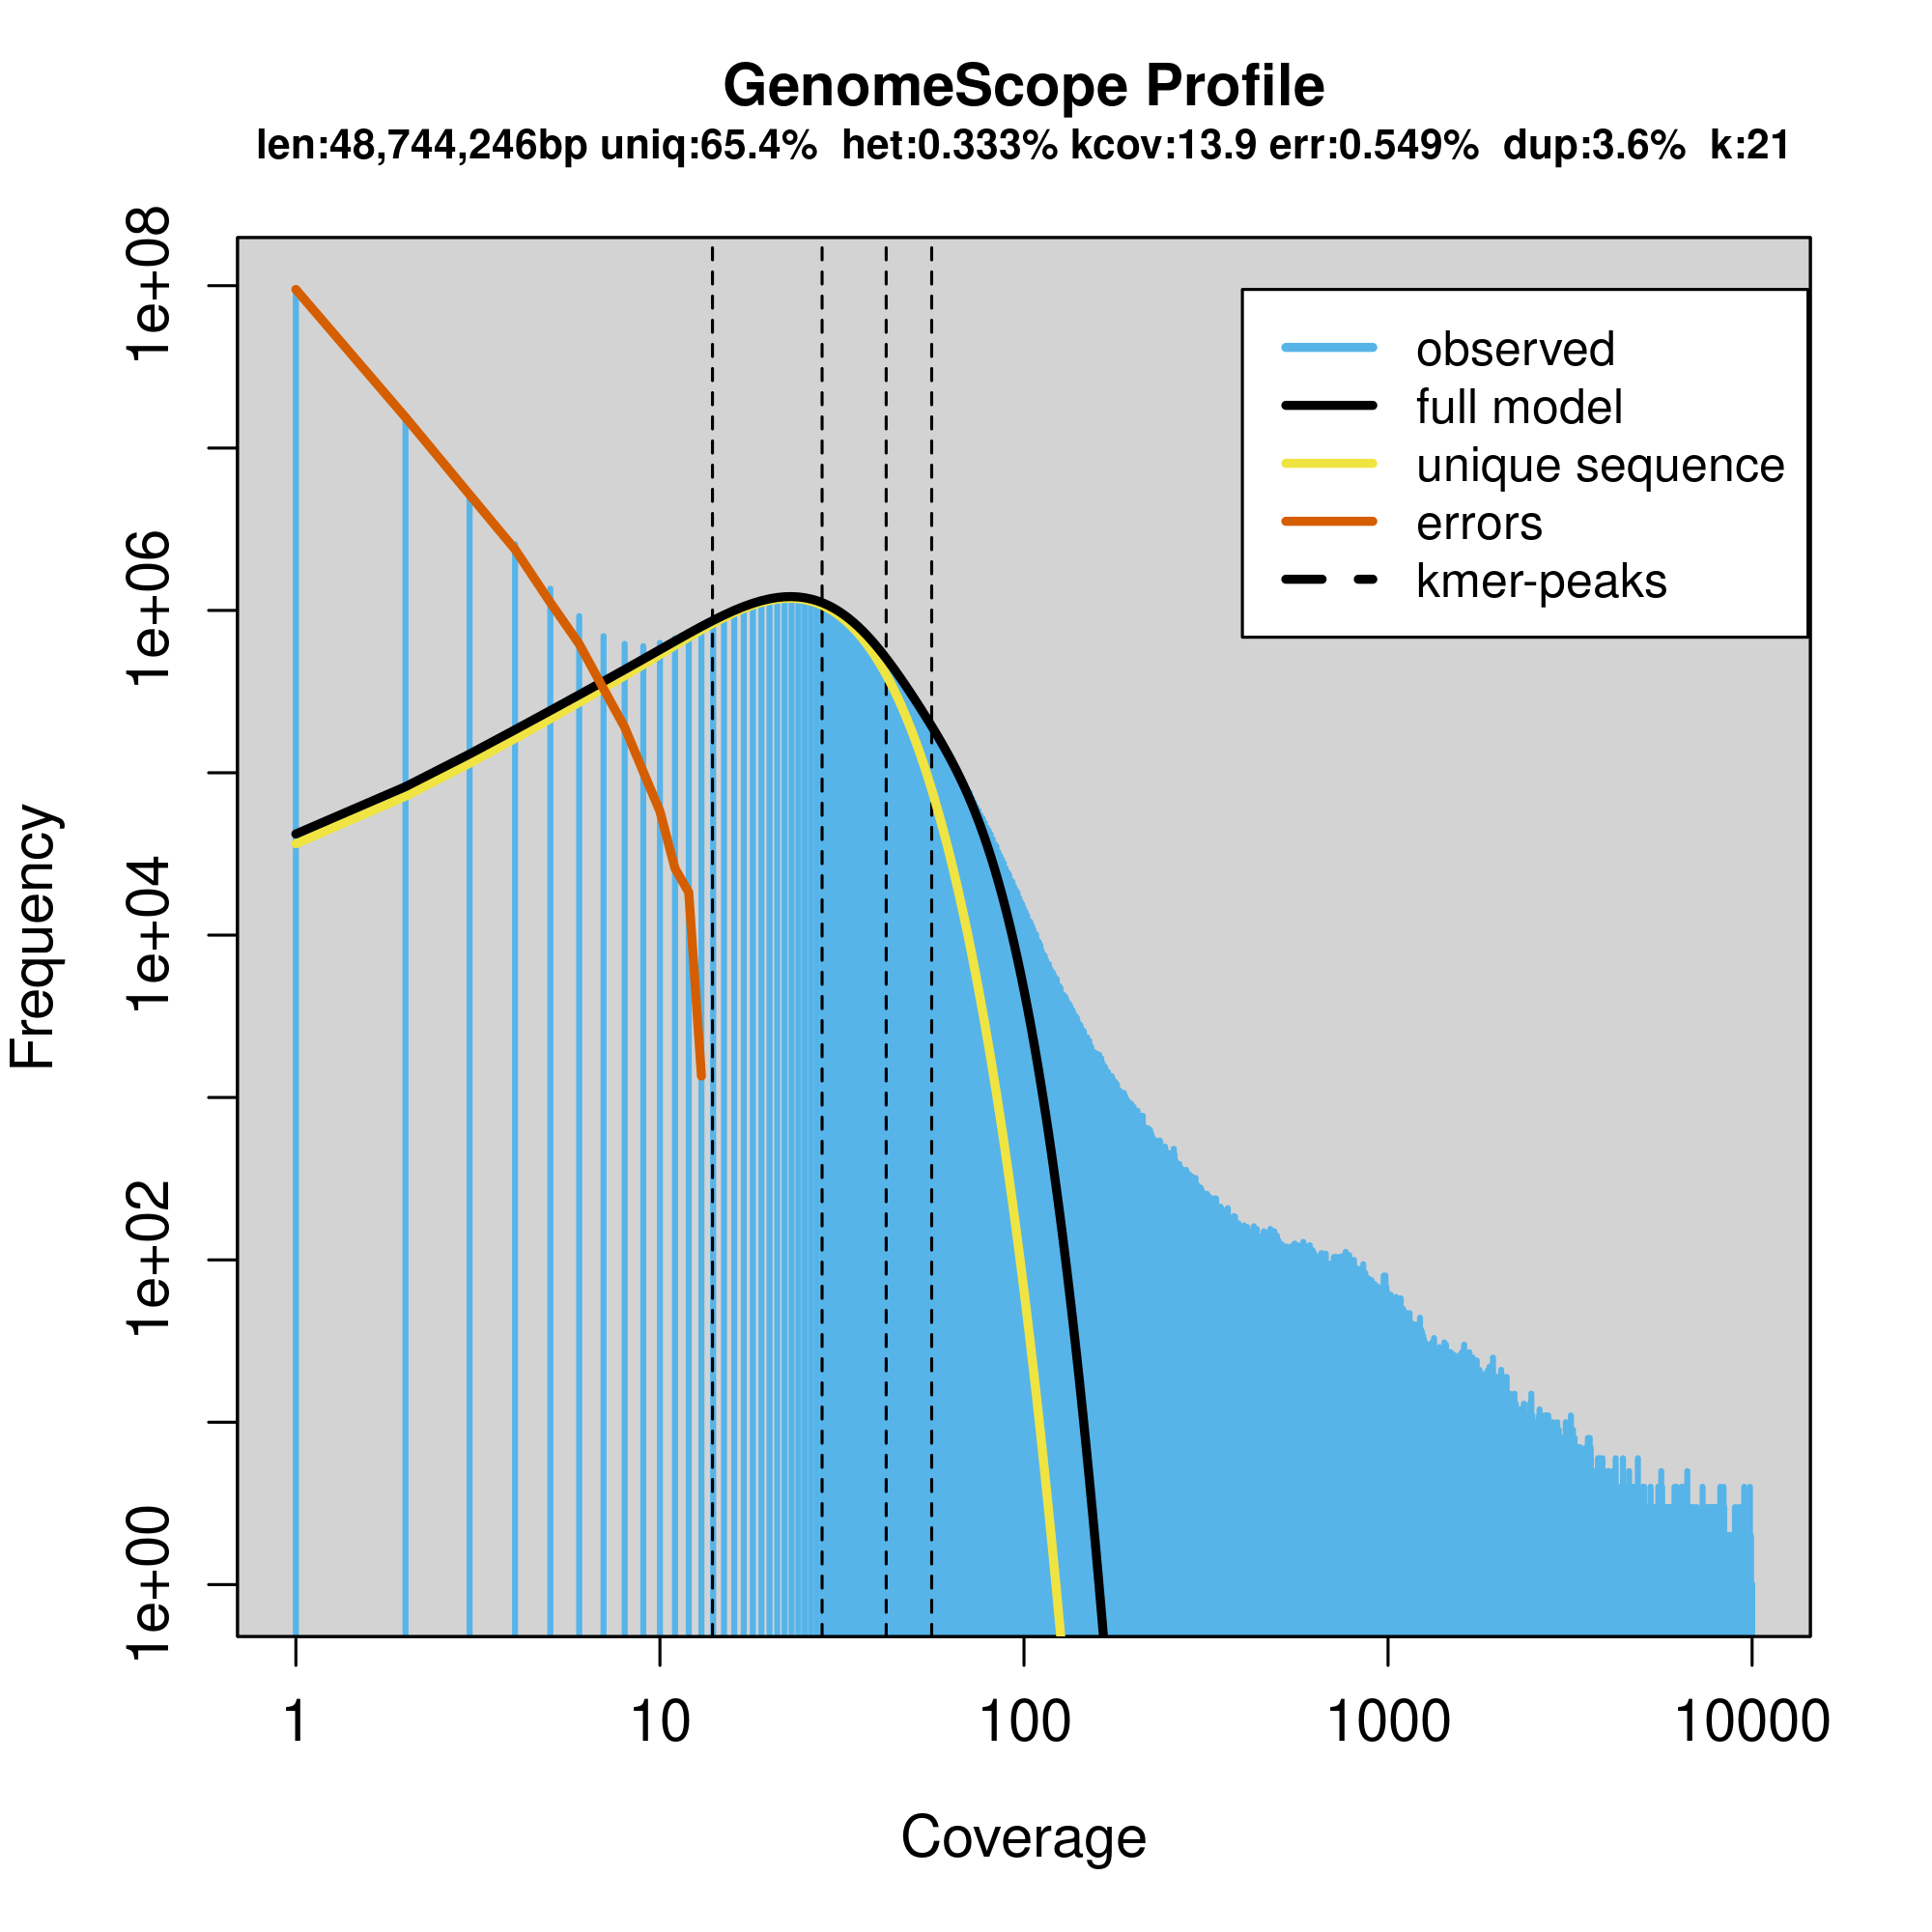 GenomeScope Profile
len:48,744,246bp uniq:65.4% het:0.333% kcov:13.9 err:0.549% dup:3.6% k:21
Frequency
1e+08
1e+06
1e+04
1e+02
1e+00
observed
full model
unique sequence
errors
kmer-peaks
1 10 100 1000 10000
Coverage